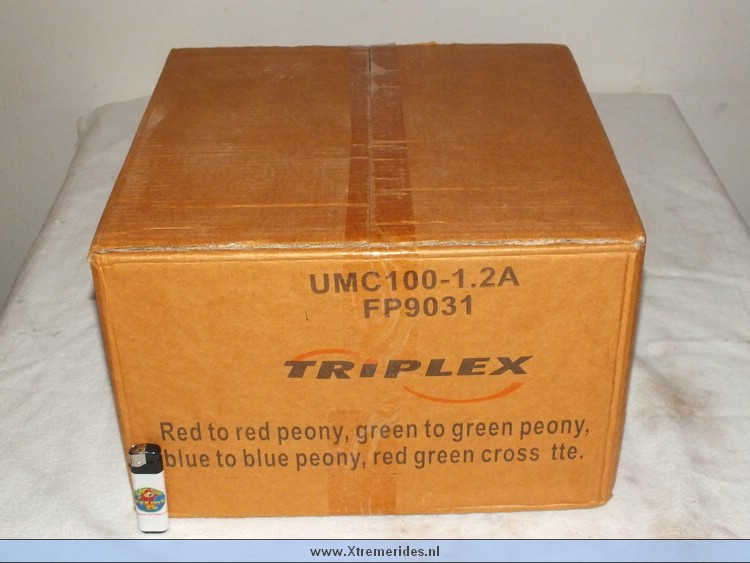 UMC100-1.2A
FP9031
TRIPLEX
Red to red peony, green to green peony,
blue to blue peony, red green cross tte.
www.Xtremerides.nl